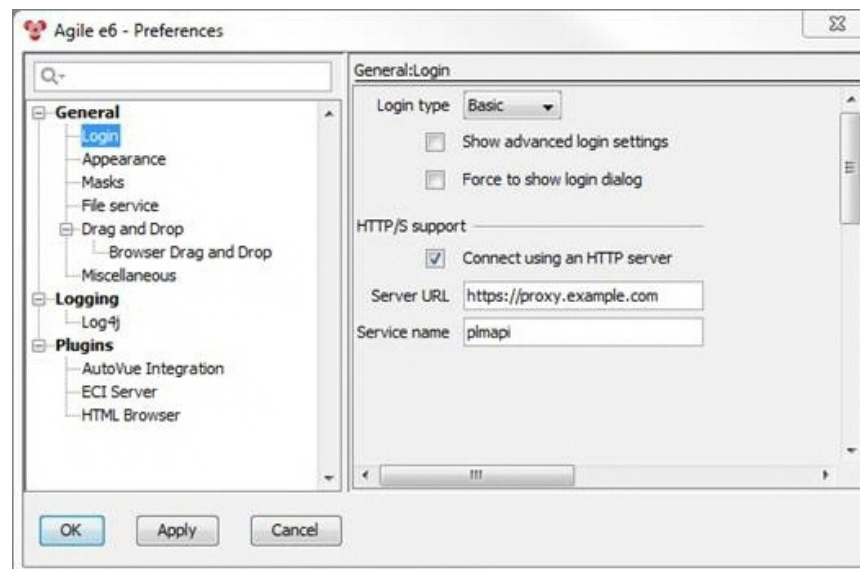 Agile e6 - Preferences
General
Login
Appearance
Masks
File service
Drag and Drop
Browser Drag and Drop
Miscellaneous
Logging
Log4j
Plugins
AutoVue Integration
ECI Server
HTML Browser
General:Login
Login type Basic
Show advanced login settings
Force to show login dialog
HTTP/S support
Connect using an HTTP server
Server URL https://proxy.example.com
Service name plmapi
OK Apply Cancel